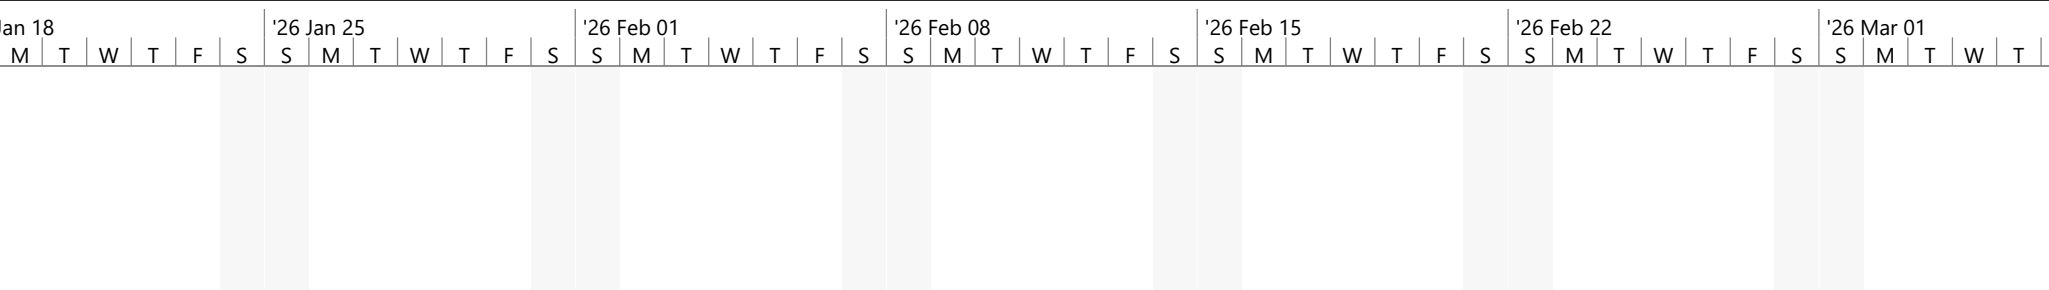 Jan 18 '26 Jan 25 '26 Feb 01 '26 Feb 08 '26 Feb 15 '26 Feb 22 '26 Mar 01
M T W T F S S M T W T F S S M T W T F S S M T W T F S S M T W T F S S M T W T F S S M T W T